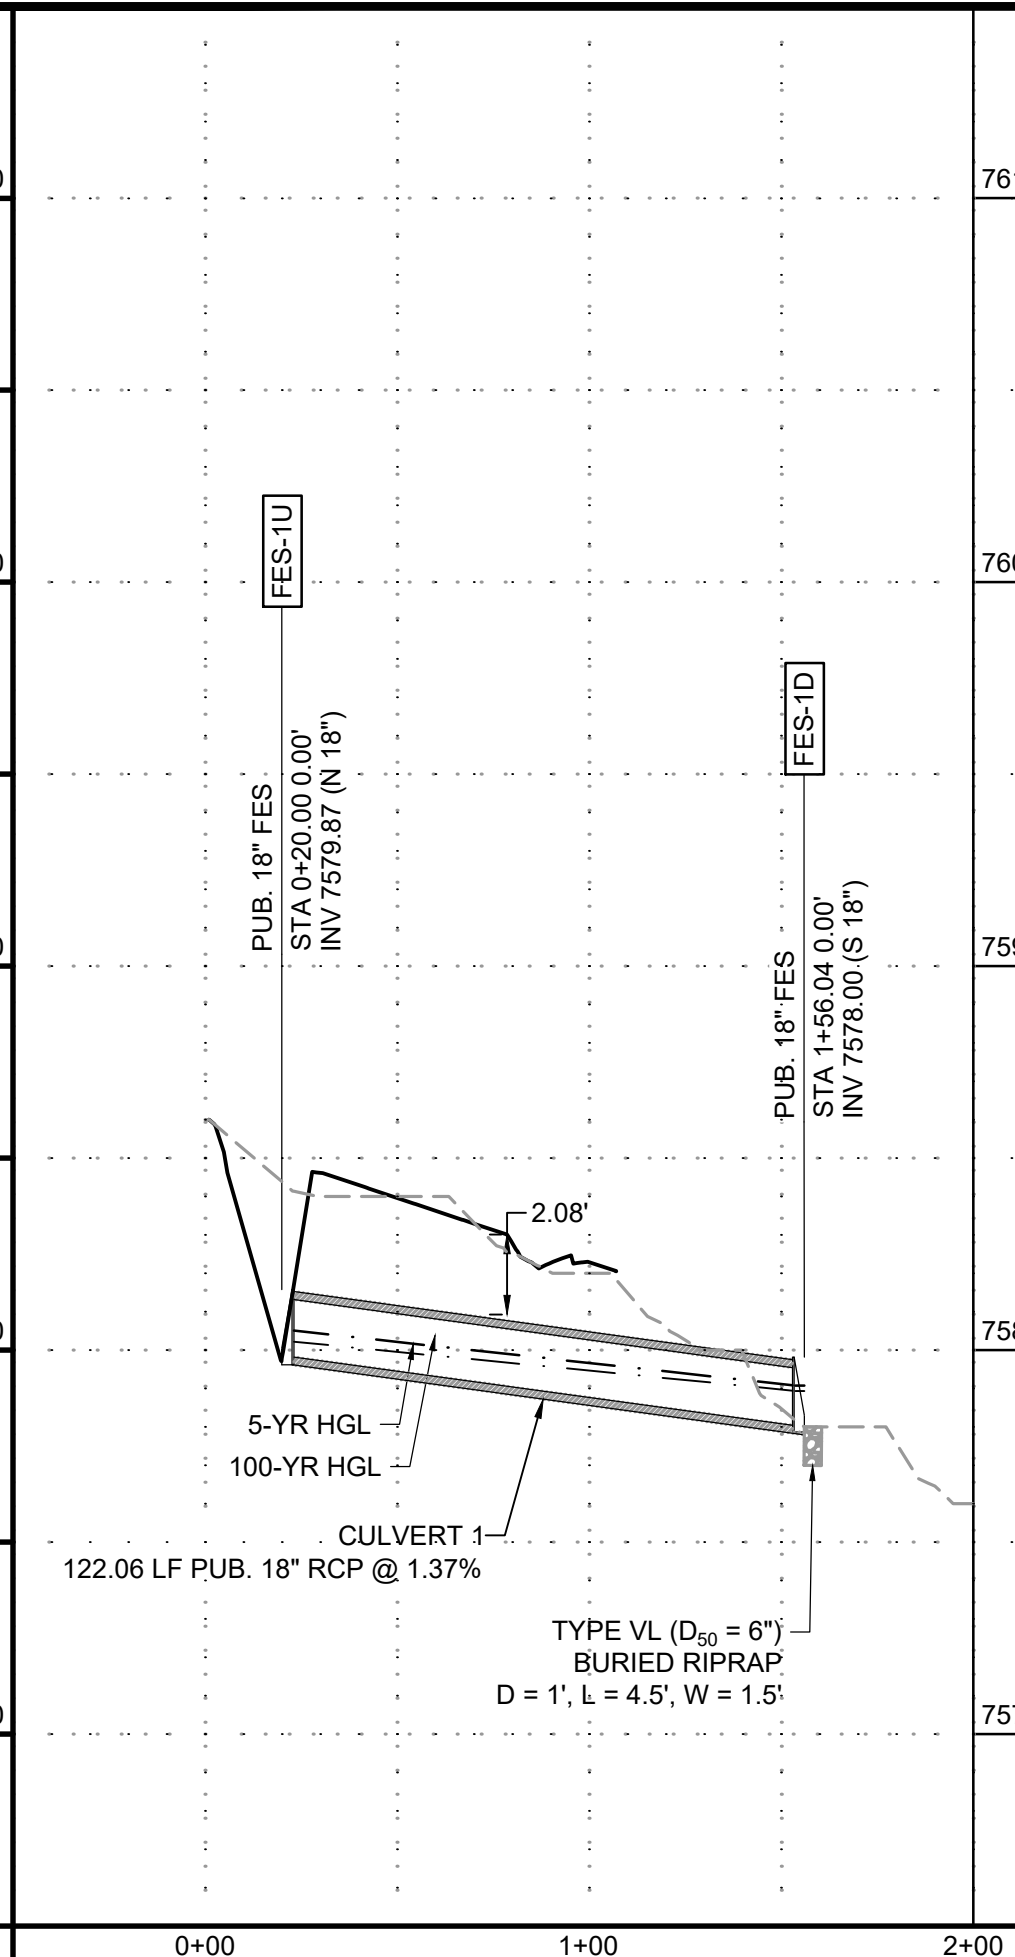 FES-1U
PUB. 18" FES
STA 0+20.00 0.00'
INV 7579.87 (N 18")
FES-1D
PUB. 18" FES
STA 1+56.04 0.00'
INV 7578.00 (S 18")
2.08'
5-YR HGL
100-YR HGL
CULVERT 1
122.06 LF PUB. 18" RCP @ 1.37%
TYPE VL (D50 = 6")
BURIED RIPRAP
D = 1', L = 4.5', W = 1.5'
0+00
1+00
2+00